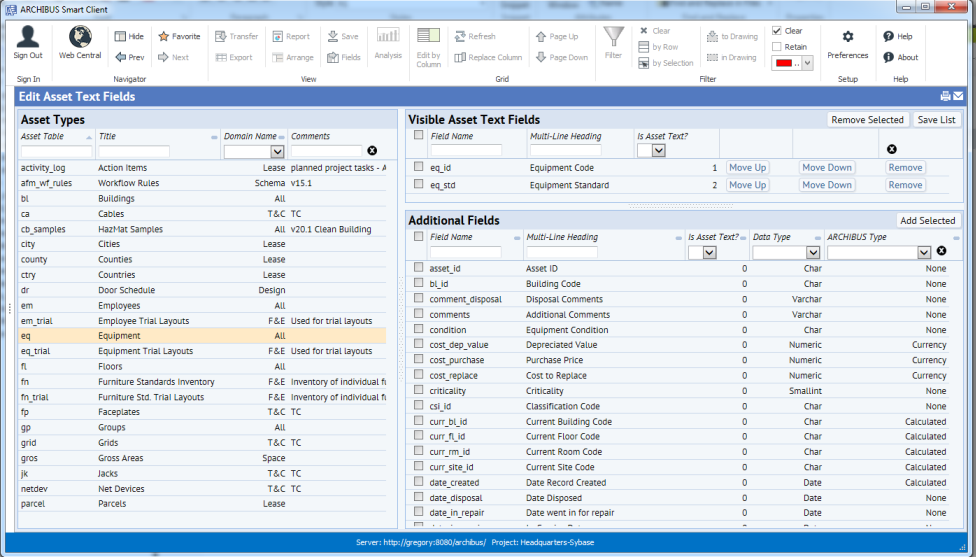 ARCHIBUS Smart Client
Sign Out
Web Central
Hide
Favorite
Prev
Next
Transfer
Report
Save
Export
Arrange
Fields
Analysis
Edit by Column
Refresh
Replace Column
Page Up
Page Down
Filter
Clear
by Row
by Selection
to Drawing
in Drawing
Clear
Retain
Preferences
Help
About
Sign In Navigator View Grid Filter Setup Help
Edit Asset Text Fields
Asset Types
Asset Table Title Domain Name Comments
activity_log Action Items Lease planned project tasks - A
afm_wf_rules Workflow Rules Schema v15.1
bl Buildings All
ca Cables T&C TC
cb_samples HazMat Samples All v20.1 Clean Building
city Cities Lease
county Counties Lease
ctry Countries Lease
dr Door Schedule Design
em Employees All
em_trial Employee Trial Layouts F&E Used for trial layouts
eq Equipment All
eq_trial Equipment Trial Layouts F&E Used for trial layouts
fl Floors All
fn Furniture Standards Inventory F&E Inventory of individual fu
fn_trial Furniture Std. Trial Layouts F&E Inventory of individual fu
fp Faceplates T&C TC
gp Groups All
grid Grids T&C TC
gros Gross Areas Space
jk Jacks T&C TC
netdev Net Devices T&C TC
parcel Parcels Lease
Visible Asset Text Fields Remove Selected Save List
Field Name Multi-Line Heading Is Asset Text?
eq_id Equipment Code 1 Move Up Move Down Remove
eq_std Equipment Standard 2 Move Up Move Down Remove
Additional Fields Add Selected
Field Name Multi-Line Heading Is Asset Text? Data Type ARCHIBUS Type
asset_id Asset ID 0 Char None
bl_id Building Code 0 Char None
comment_disposal Disposal Comments 0 Varchar None
comments Additional Comments 0 Varchar None
condition Equipment Condition 0 Char None
cost_dep_value Depreciated Value 0 Numeric Currency
cost_purchase Purchase Price 0 Numeric Currency
cost_replace Cost to Replace 0 Numeric Currency
criticality Criticality 0 Smallint None
csi_id Classification Code 0 Char None
curr_bl_id Current Building Code 0 Char Calculated
curr_fl_id Current Floor Code 0 Char Calculated
curr_rm_id Current Room Code 0 Char Calculated
curr_site_id Current Site Code 0 Char Calculated
date_created Date Record Created 0 Date Calculated
date_disposal Date Disposed 0 Date None
date_in_repair Date went in for repair 0 Date None
Server: http://gregory:8080/archibus/ Project: Headquarters-Sybase